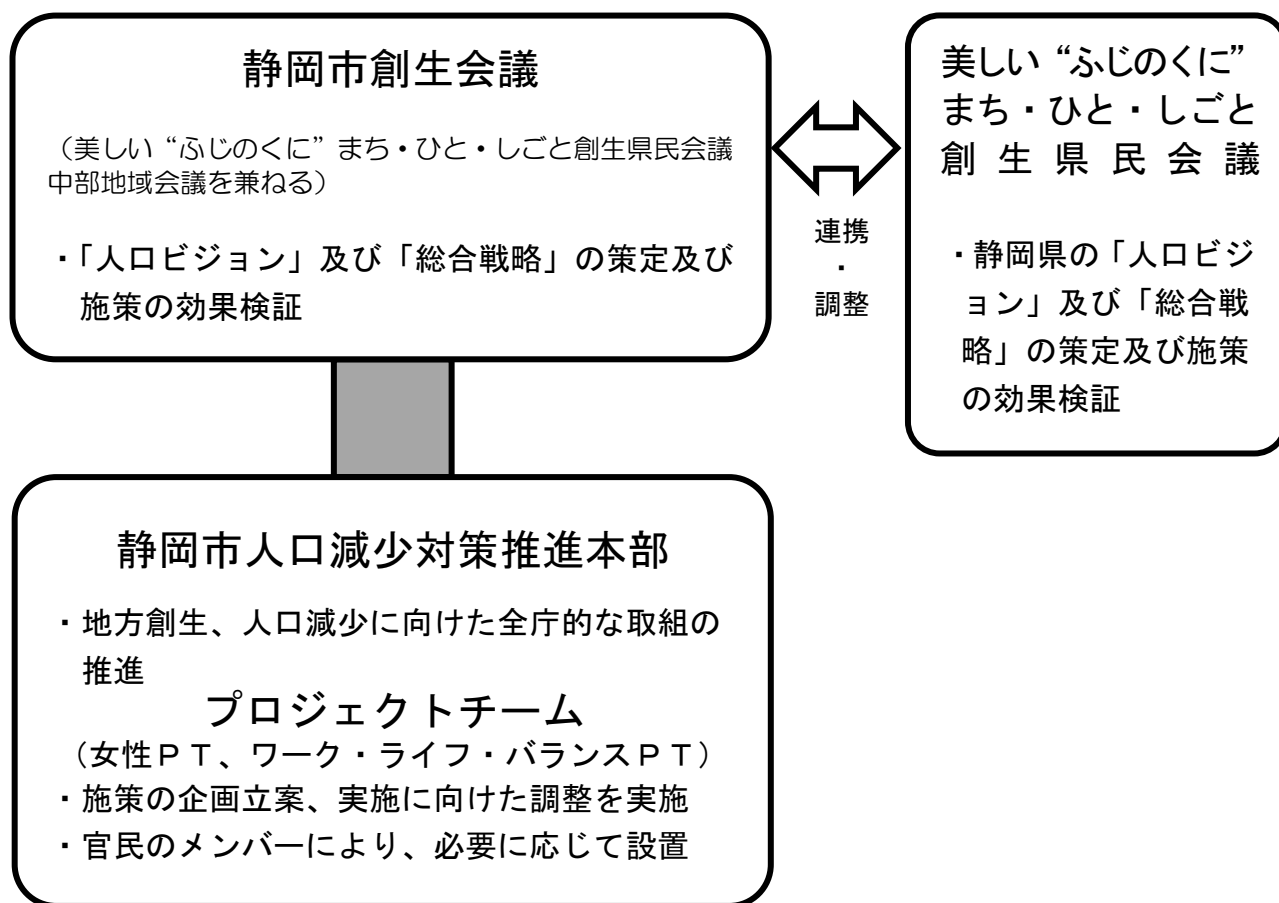 静岡市創生会議
（美しい“ふじのくに”まち・ひと・しごと創生県民会議
中部地域会議を兼ねる）
・「人口ビジョン」及び「総合戦略」の策定及び
施策の効果検証
連携
・
調整
美しい“ふじのくに”
まち・ひと・しごと
創生県民会議
・静岡県の「人口ビジ
ョン」及び「総合戦
略」の策定及び施策
の効果検証
静岡市人口減少対策推進本部
・地方創生、人口減少に向けた全庁的な取組の
推進
プロジェクトチーム
（女性ＰＴ、ワーク・ライフ・バランスＰＴ）
・施策の企画立案、実施に向けた調整を実施
・官民のメンバーにより、必要に応じて設置